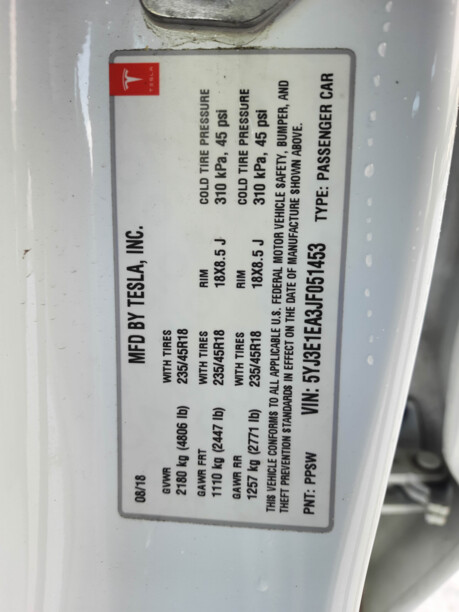 TESLA
MFD BY TESLA, INC.
08/18
GVWR WITH TIRES RIM COLD TIRE PRESSURE
2180 kg (4806 lb) 235/45R18 18X8.5 J 310 kPa, 45 psi
GAWR FRT WITH TIRES RIM COLD TIRE PRESSURE
1110 kg (2447 lb) 235/45R18 18X8.5 J 310 kPa, 45 psi
GAWR RR WITH TIRES
1257 kg (2771 lb) 235/45R18
THIS VEHICLE CONFORMS TO ALL APPLICABLE U.S. FEDERAL MOTOR VEHICLE SAFETY, BUMPER, AND
THEFT PREVENTION STANDARDS IN EFFECT ON THE DATE OF MANUFACTURE SHOWN ABOVE.
PNT: PPSW VIN: 5YJ3E1EA3JF051453 TYPE: PASSENGER CAR